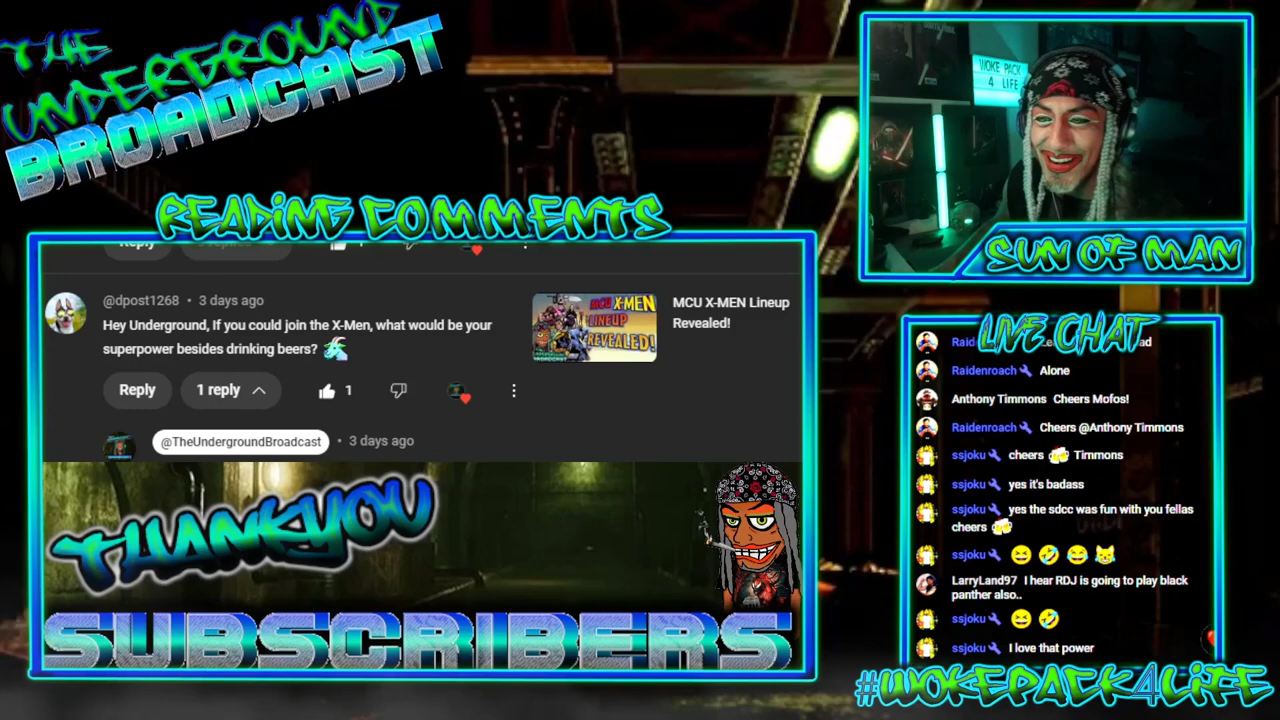 THE
UNDERGROUND
BROADCAST
READING COMMENTS
Reply
@dpost1268 • 3 days ago
Hey Underground, If you could join the X-Men, what would be your
superpower besides drinking beers?
Reply
1 reply
1
@TheUndergroundBroadcast • 3 days ago
MCU X-MEN
LINEUP
REVEALED!
MCU X-MEN Lineup
Revealed!
THANKYOU
SUBSCRIBERS
WOKE PACK
4 LIFE
SUN OF MAN
LIVE CHAT
Raidenroach Alone
Anthony Timmons Cheers Mofos!
Raidenroach Cheers @Anthony Timmons
ssjoku cheers Timmons
ssjoku yes it's badass
ssjoku yes the sdcc was fun with you fellas
cheers
ssjoku
LarryLand97 I hear RDJ is going to play black
panther also..
ssjoku
ssjoku I love that power
#WOKEPACK4LIFE